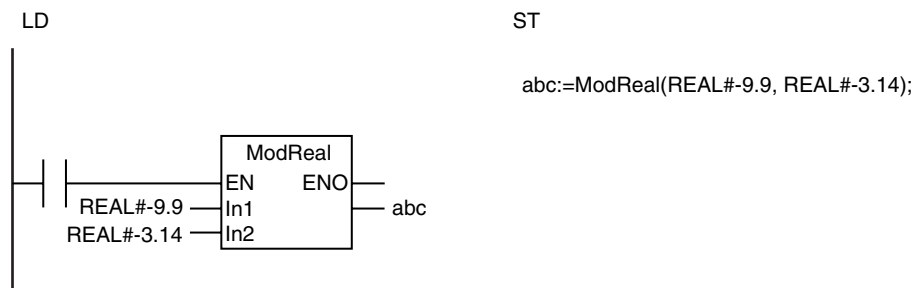 LD
ST
abc:=ModReal(REAL#-9.9, REAL#-3.14);
ModReal
EN ENO
REAL#-9.9 In1 abc
REAL#-3.14 In2